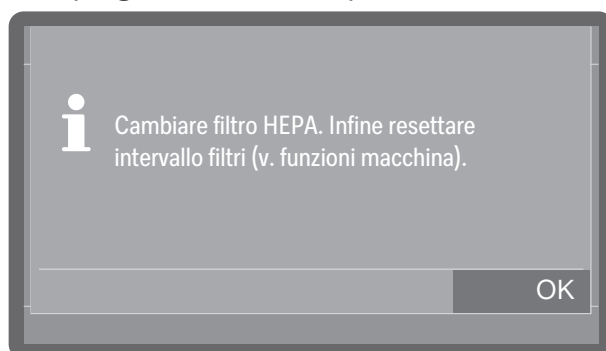 Cambiare filtro HEPA. Infine resettare
intervallo filtri (v. funzioni macchina).
OK